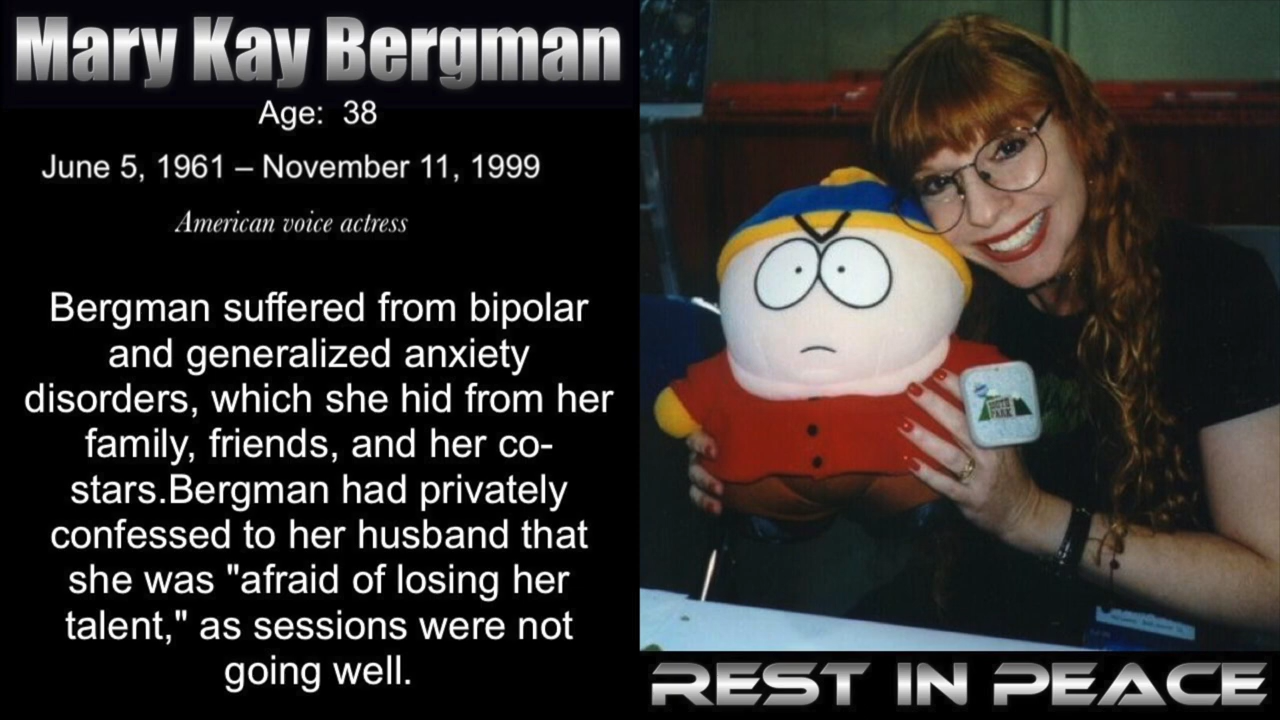 Mary Kay Bergman
Age: 38
June 5, 1961 – November 11, 1999
American voice actress
Bergman suffered from bipolar
and generalized anxiety
disorders, which she hid from her
family, friends, and her co-
stars.Bergman had privately
confessed to her husband that
she was "afraid of losing her
talent," as sessions were not
going well.
SOUTH
PARK
REST IN PEACE